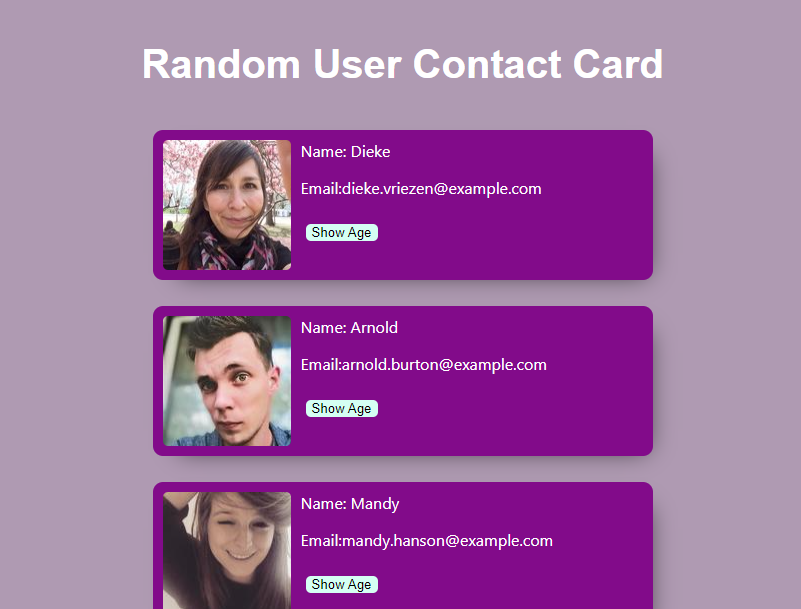 Random User Contact Card
Name: Dieke
Email:dieke.vriezen@example.com
Show Age
Name: Arnold
Email:arnold.burton@example.com
Show Age
Name: Mandy
Email:mandy.hanson@example.com
Show Age